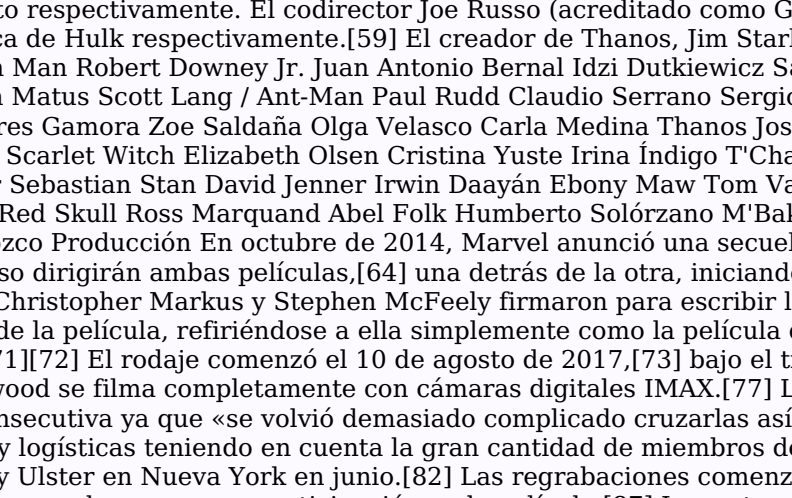 to respectivamente. El codirector Joe Russo (acreditado como G
ca de Hulk respectivamente.[59] El creador de Thanos, Jim Starl
Man Robert Downey Jr. Juan Antonio Bernal Idzi Dutkiewicz Sa
Matus Scott Lang / Ant-Man Paul Rudd Claudio Serrano Sergio
res Gamora Zoe Saldaña Olga Velasco Carla Medina Thanos Jos
Scarlet Witch Elizabeth Olsen Cristina Yuste Irina Índigo T'Cha
Sebastian Stan David Jenner Irwin Daayán Ebony Maw Tom Va
Red Skull Ross Marquand Abel Folk Humberto Solórzano M'Bak
ozco Producción En octubre de 2014, Marvel anunció una secuel
so dirigirán ambas películas,[64] una detrás de la otra, iniciando
Christopher Markus y Stephen McFeely firmaron para escribir l
de la película, refiriéndose a ella simplemente como la película
71][72] El rodaje comenzó el 10 de agosto de 2017,[73] bajo el t
wood se filma completamente con cámaras digitales IMAX.[77] L
nsecutiva ya que «se volvió demasiado complicado cruzarlas así
y logísticas teniendo en cuenta la gran cantidad de miembros de
y Ulster en Nueva York en junio.[82] Las regrabaciones comenz